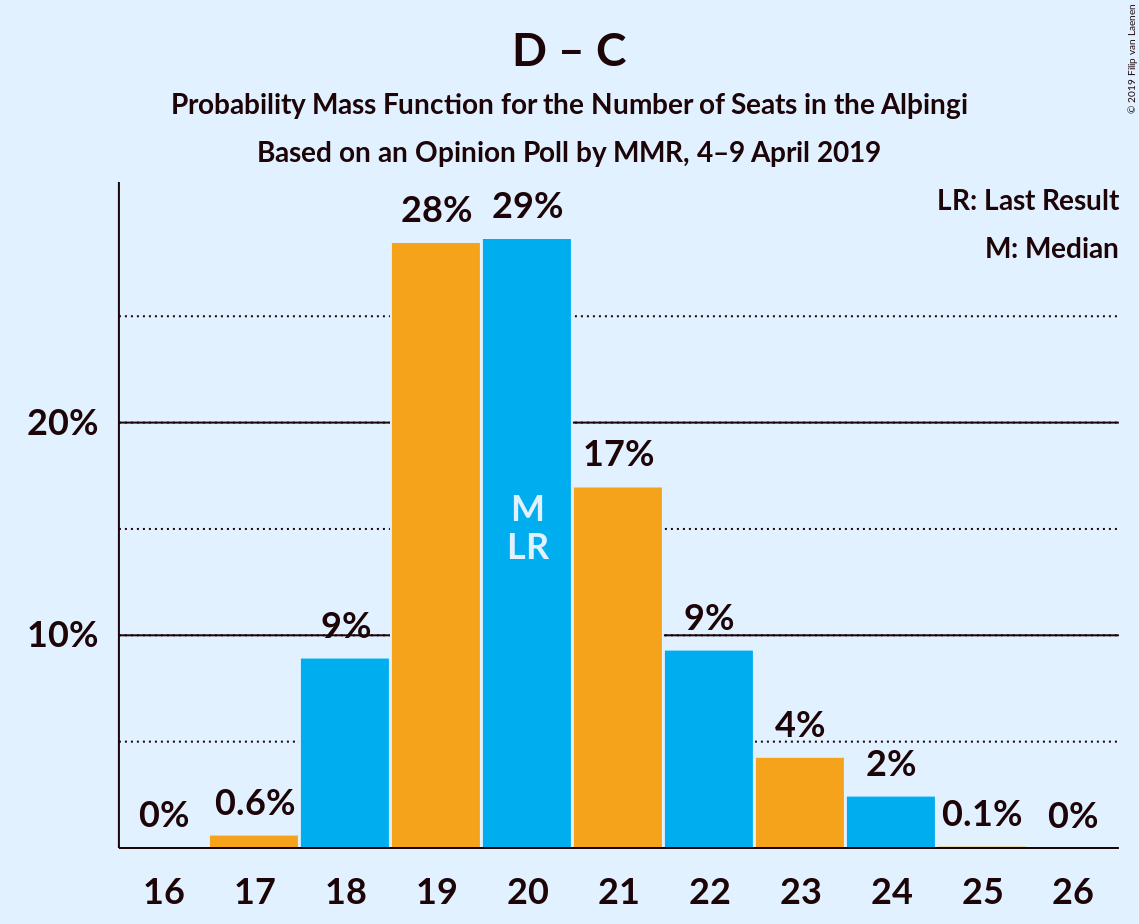 D – C
Probability Mass Function for the Number of Seats in the Alþingi
Based on an Opinion Poll by MMR, 4–9 April 2019
© 2019 Filip van Laenen
LR: Last Result
M: Median
28%
29%
20%
17%
M
LR
10%
9%
9%
4%
2%
0%
0.6%
0.1%
0%
16 17 18 19 20 21 22 23 24 25 26